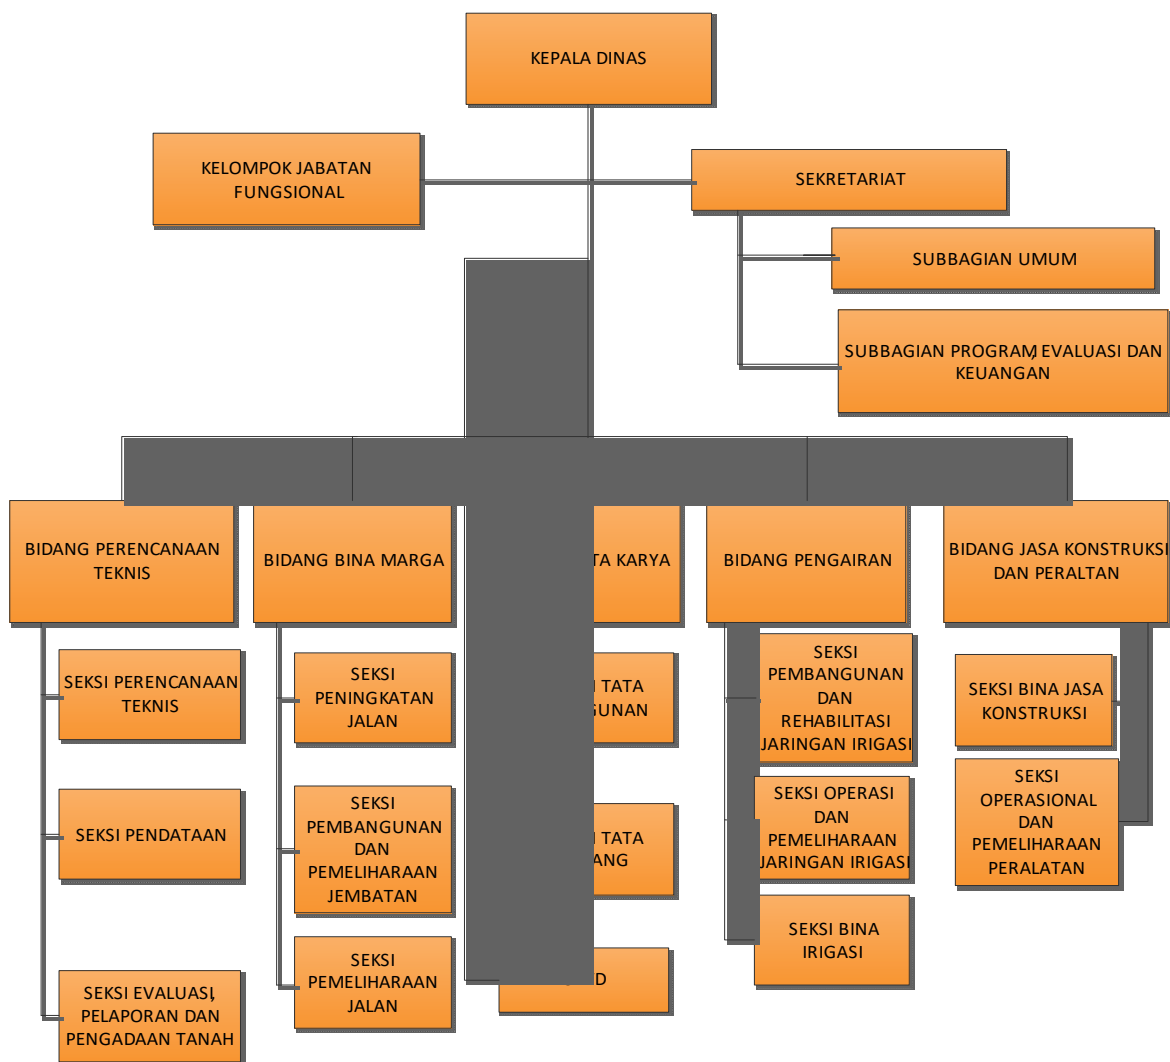 KEPALA DINAS
KELOMPOK JABATAN
FUNGSIONAL
SEKRETARIAT
SUBBAGIAN UMUM
SUBBAGIAN PROGRAM, EVALUASI DAN
KEUANGAN
BIDANG PERENCANAAN
TEKNIS
BIDANG BINA MARGA
KARYA
BIDANG PENGAIRAN
BIDANG JASA KONSTRUKSI
DAN PERALTAN
SEKSI PERENCANAAN
TEKNIS
SEKSI PENDATAAN
SEKSI EVALUASI,
PELAPORAN DAN
PENGADAAN TANAH
SEKSI
PENINGKATAN
JALAN
SEKSI
PEMBANGUNAN
DAN
PEMELIHARAAN
JEMBATAN
SEKSI
PEMELIHARAAN
JALAN
TATA
TATA
SEKSI
PEMBANGUNAN
DAN
REHABILITASI
JARINGAN IRIGASI
SEKSI OPERASI
DAN
PEMELIHARAAN
JARINGAN IRIGASI
SEKSI BINA
IRIGASI
SEKSI BINA JASA
KONSTRUKSI
SEKSI
OPERASIONAL
DAN
PEMELIHARAAN
PERALATAN